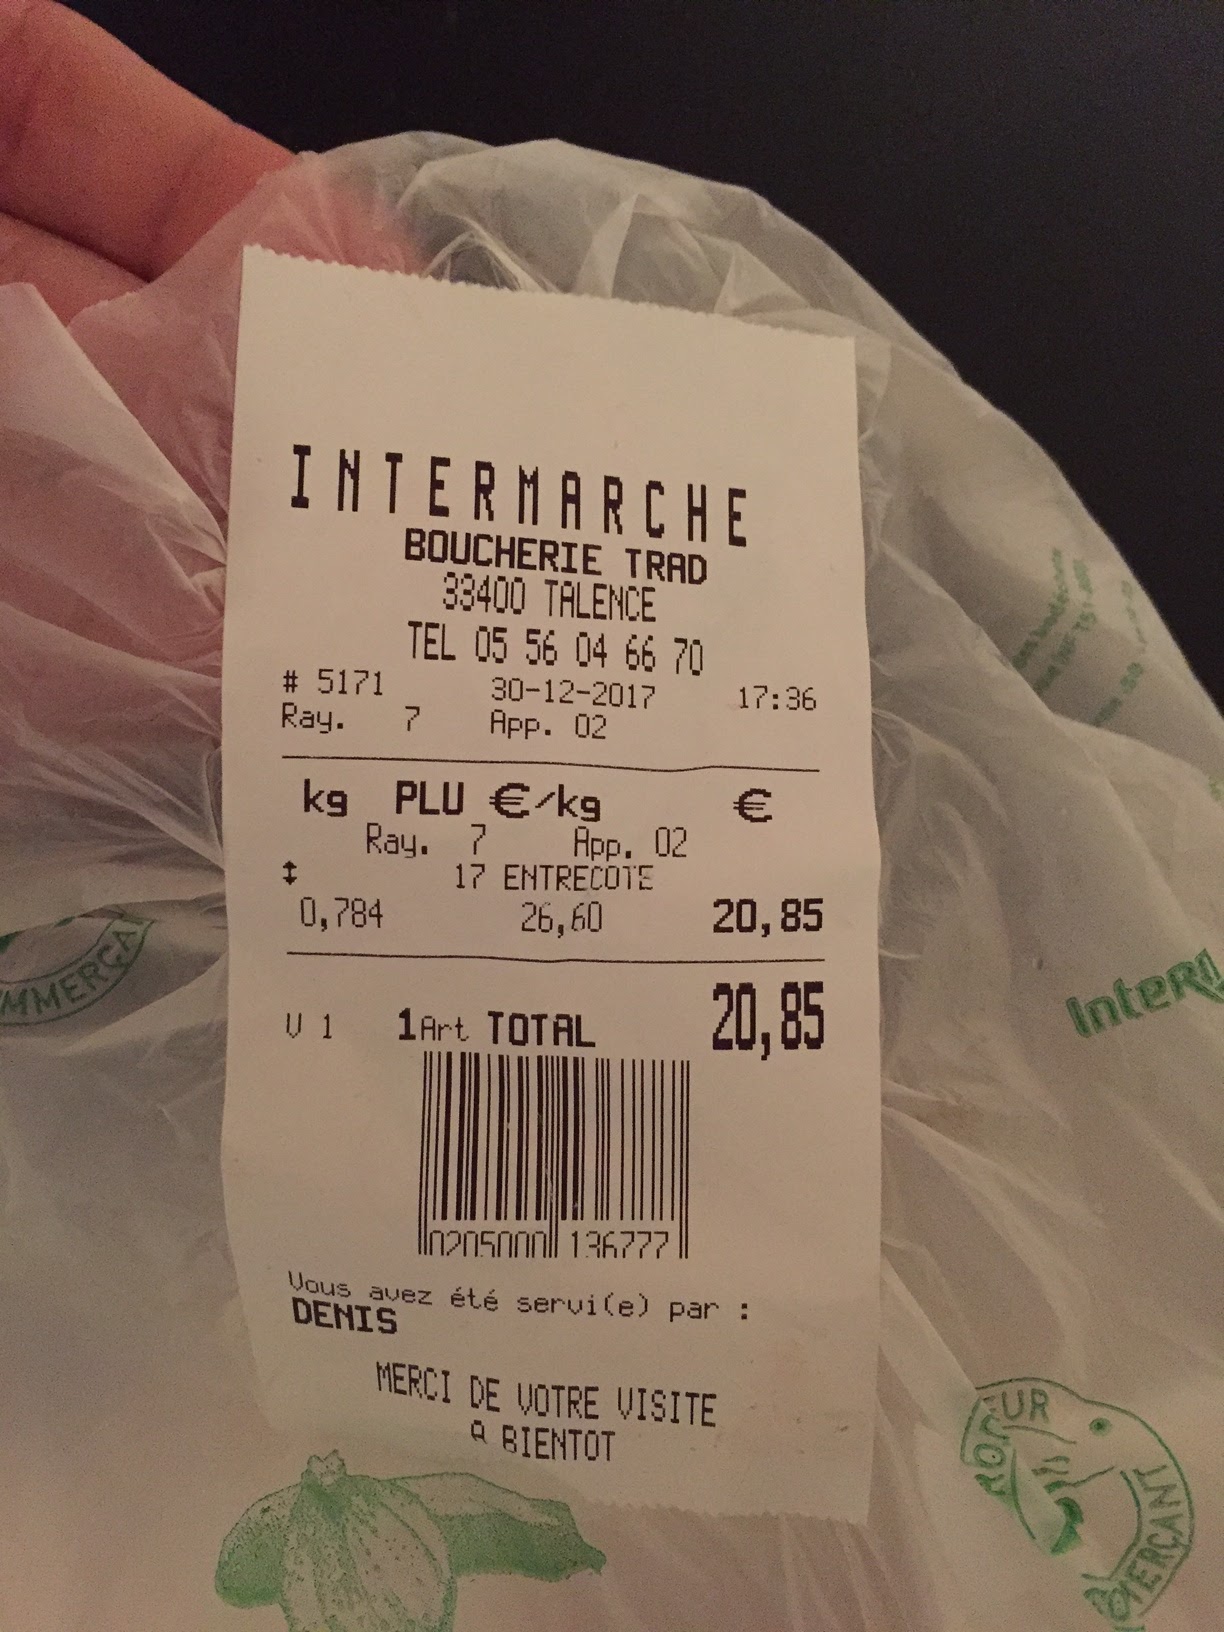 INTERMARCHE
BOUCHERIE TRAD
33400 TALENCE
TEL 05 56 04 66 70
# 5171 30-12-2017 17:36
Ray. 7 App. 02
kg PLU €/kg €
Ray. 7 App. 02
↕ 17 ENTRECOTE
0,784 26,60 20,85
V 1 1Art TOTAL 20,85
0205000 136777
Vous avez été servi(e) par :
DENIS
MERCI DE VOTRE VISITE
A BIENTOT